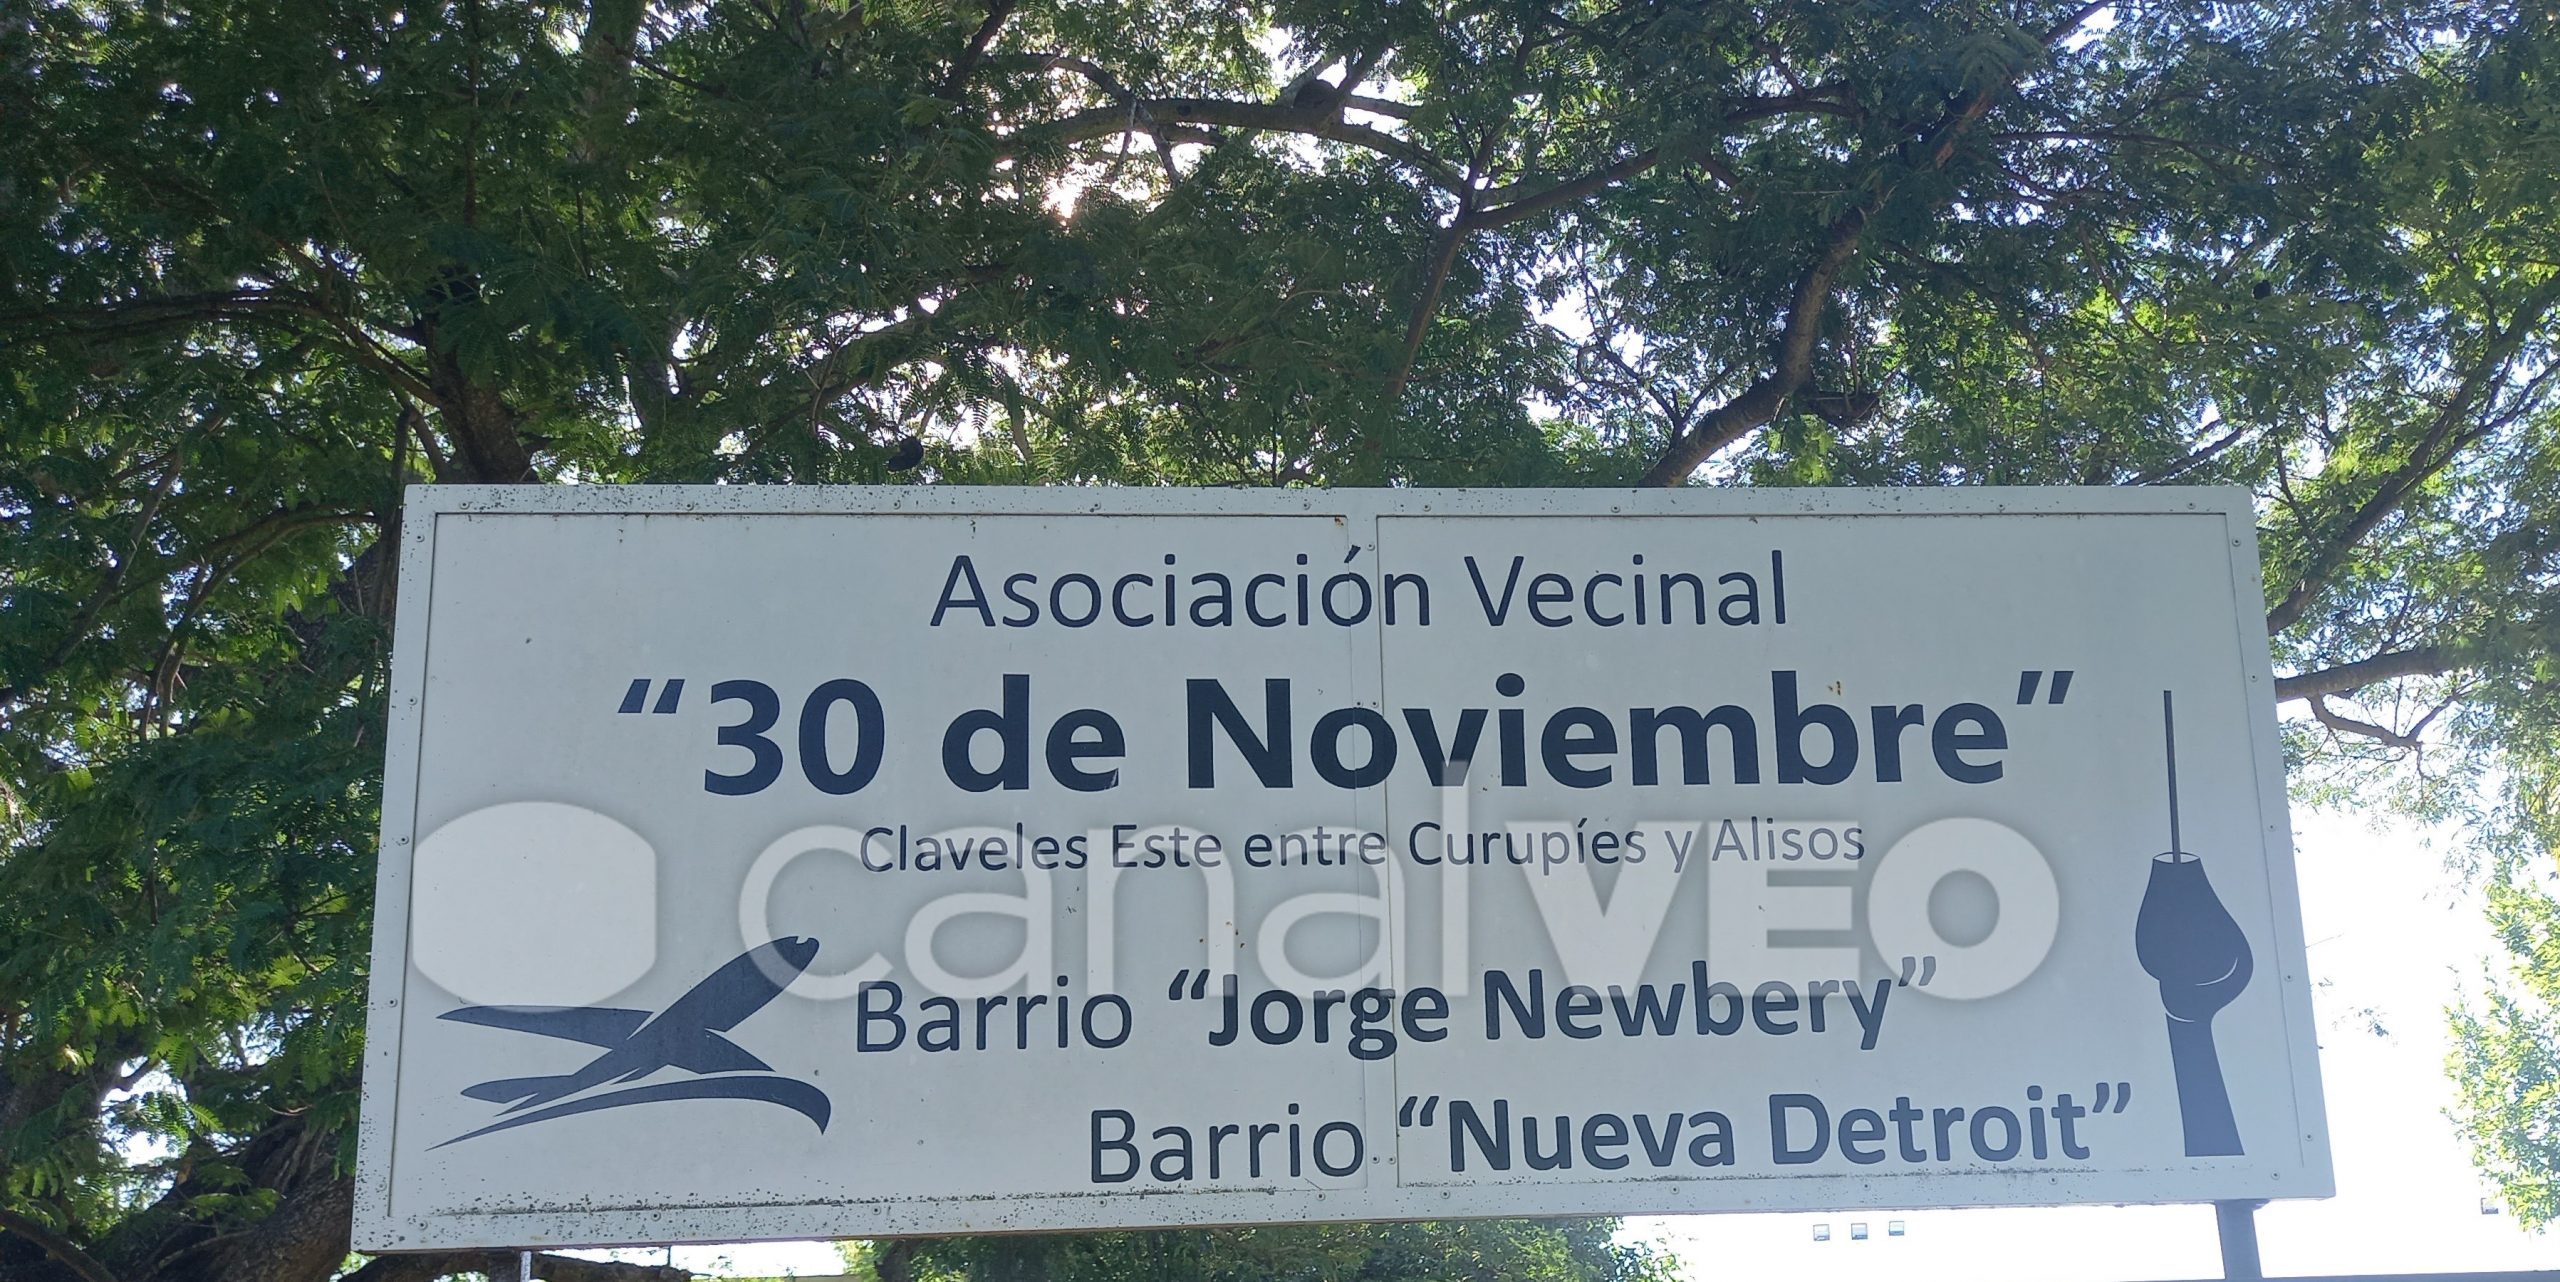 Asociación Vecinal
“30 de Noviembre”
Claveles Este entre Curupíes y Alisos
canalVEO
Barrio “Jorge Newbery”
Barrio “Nueva Detroit”